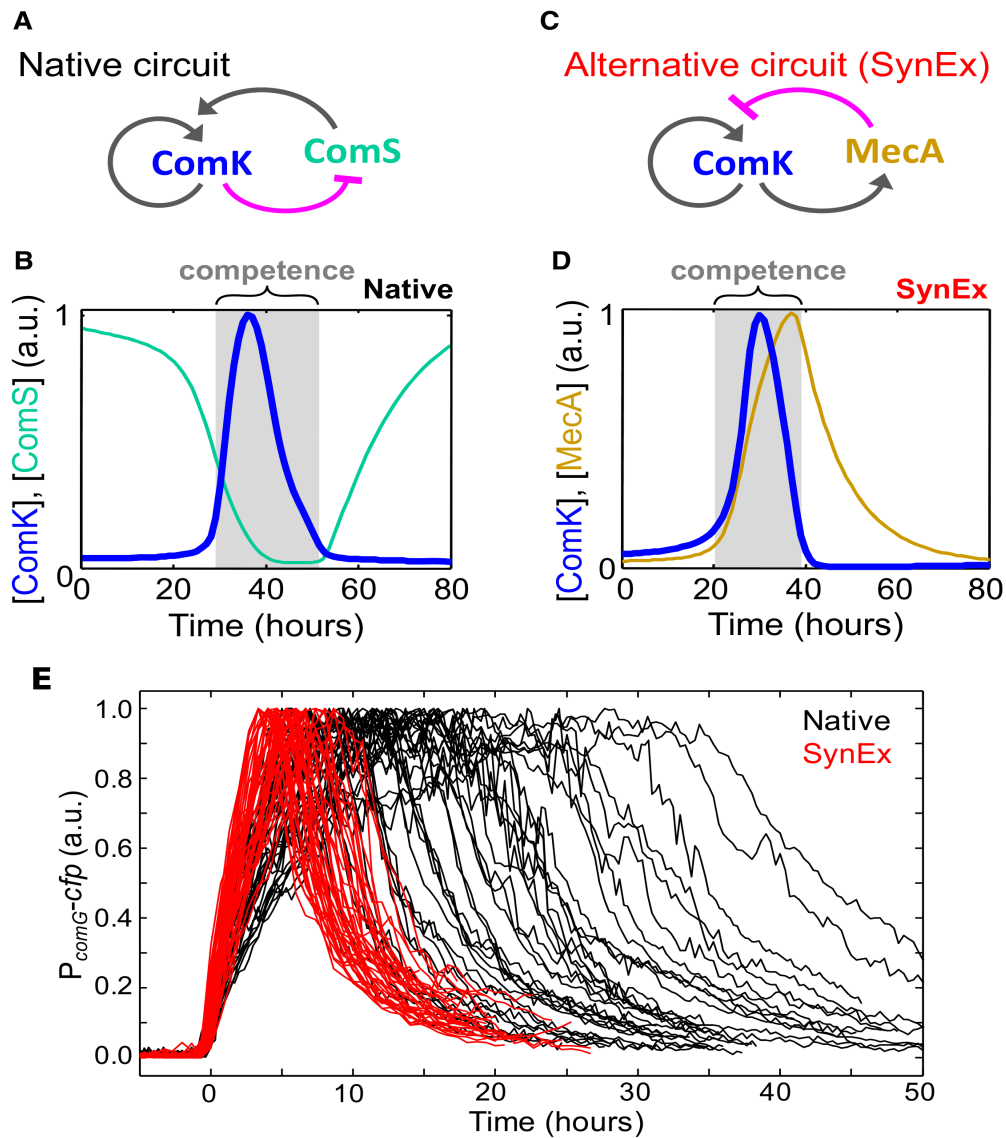 A
Native circuit
ComK
ComS
C
Alternative circuit (SynEx)
ComK
MecA
B
competence
Native
[ComK], [ComS] (a.u.)
1
0
0 20 40 60 80
Time (hours)
D
competence
SynEx
[ComK], [MecA] (a.u.)
1
0
0 20 40 60 80
Time (hours)
E
Native
SynEx
PcomG-cfp (a.u.)
1.0
0.8
0.6
0.4
0.2
0.0
0 10 20 30 40 50
Time (hours)